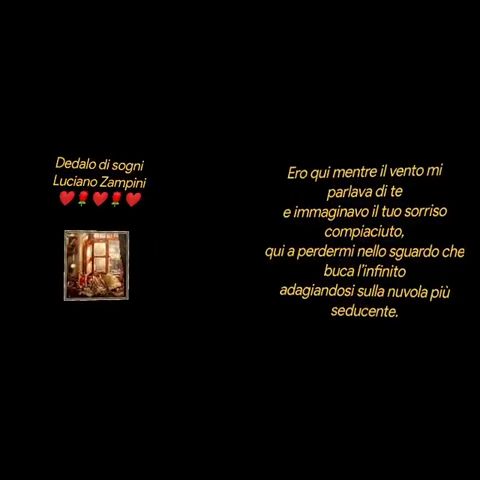 Dedalo di sogni
Luciano Zampini
❤️🌹❤️🌹❤️
Ero qui mentre il vento mi
parlava di te
e immaginavo il tuo sorriso
compiaciuto,
qui a perdermi nello sguardo che
buca l'infinito
adagiandosi sulla nuvola più
seducente.